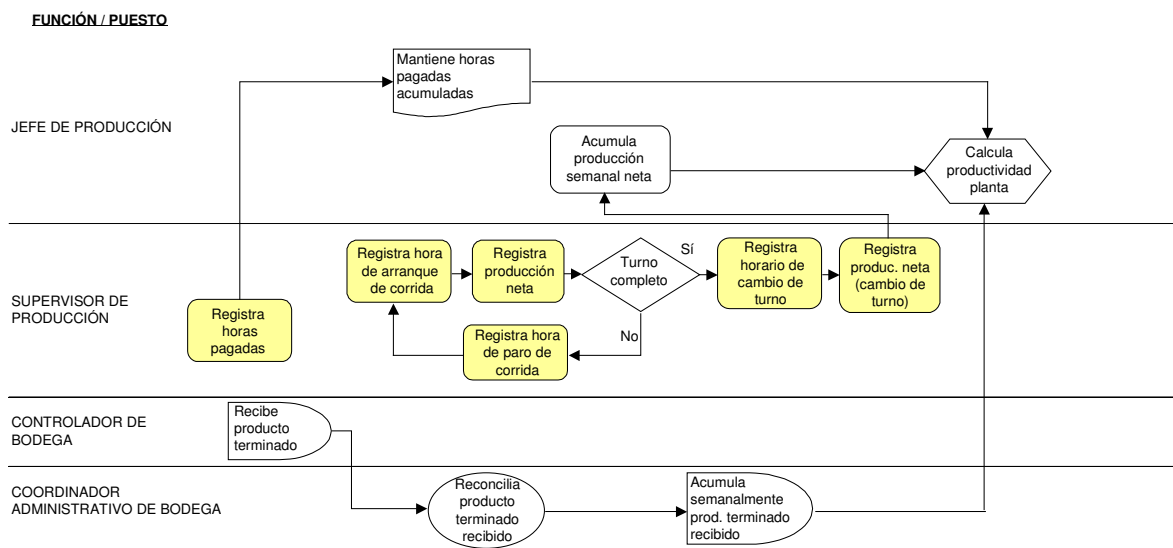 FUNCIÓN / PUESTO
Mantiene horas
pagadas
acumuladas
JEFE DE PRODUCCIÓN
Acumula
producción
semanal neta
Calcula
productividad
planta
SUPERVISOR DE
PRODUCCIÓN
Registra
horas
pagadas
Registra hora
de arranque
de corrida
Registra
producción
neta
Turno
completo
Sí
No
Registra
horario de
cambio de
turno
Registra
produc. neta
(cambio de
turno)
Registra hora
de paro de
corrida
CONTROLADOR DE
BODEGA
Recibe
producto
terminado
COORDINADOR
ADMINISTRATIVO DE BODEGA
Reconcilia
producto
terminado
recibido
Acumula
semanalmente
prod. terminado
recibido